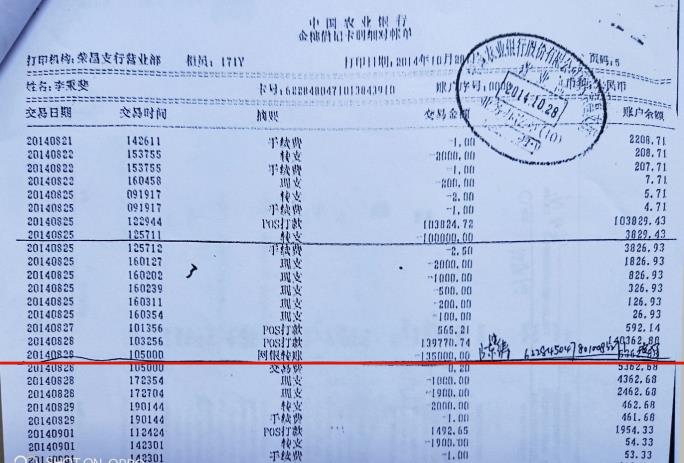 中国农业银行
金穗借记卡明细对帐单
打印机构:荣昌支行营业部 柜员: 171Y 打印日期:2014年10月28 页码:5
姓名:李秉斐 卡号:6228480471013843910 账户序号:000 币种:人民币
交易日期 交易时间 摘要 交易金额 账户余额
2014.10.28
20140821 142611 手续费 -1.00 2208.71
20140822 153755 转支 -2000.00 208.71
20140822 153755 手续费 -1.00 207.71
20140822 160458 现支 -200.00 7.71
20140825 091917 转支 -2.00 5.71
20140825 091917 手续费 -1.00 4.71
20140825 122944 POS打款 103824.72 103829.43
20140825 125711 转支 -100000.00 3829.43
20140825 125712 手续费 -2.50 3826.93
20140825 160127 现支 -2000.00 1826.93
20140825 160202 现支 -1000.00 826.93
20140825 160239 现支 -500.00 326.93
20140825 160311 现支 -200.00 126.93
20140825 160354 现支 -100.00 26.93
20140827 101356 POS打款 565.21 592.14
20140828 103256 POS打款 139770.74 140362.88
20140828 105000 网银转账 -135000.00 5362.88
20140828 105000 交易费 0.20 5362.68
20140828 172354 现支 -1000.00 4362.68
20140828 172704 现支 -1900.00 2462.68
20140829 190144 转支 -2000.00 462.68
20140829 190144 手续费 -1.00 461.68
20140901 112424 POS打款 1492.65 1954.33
20140901 142301 转支 -1900.00 54.33
142301 手续费 -1.00 53.33
SHOT ON OPPO